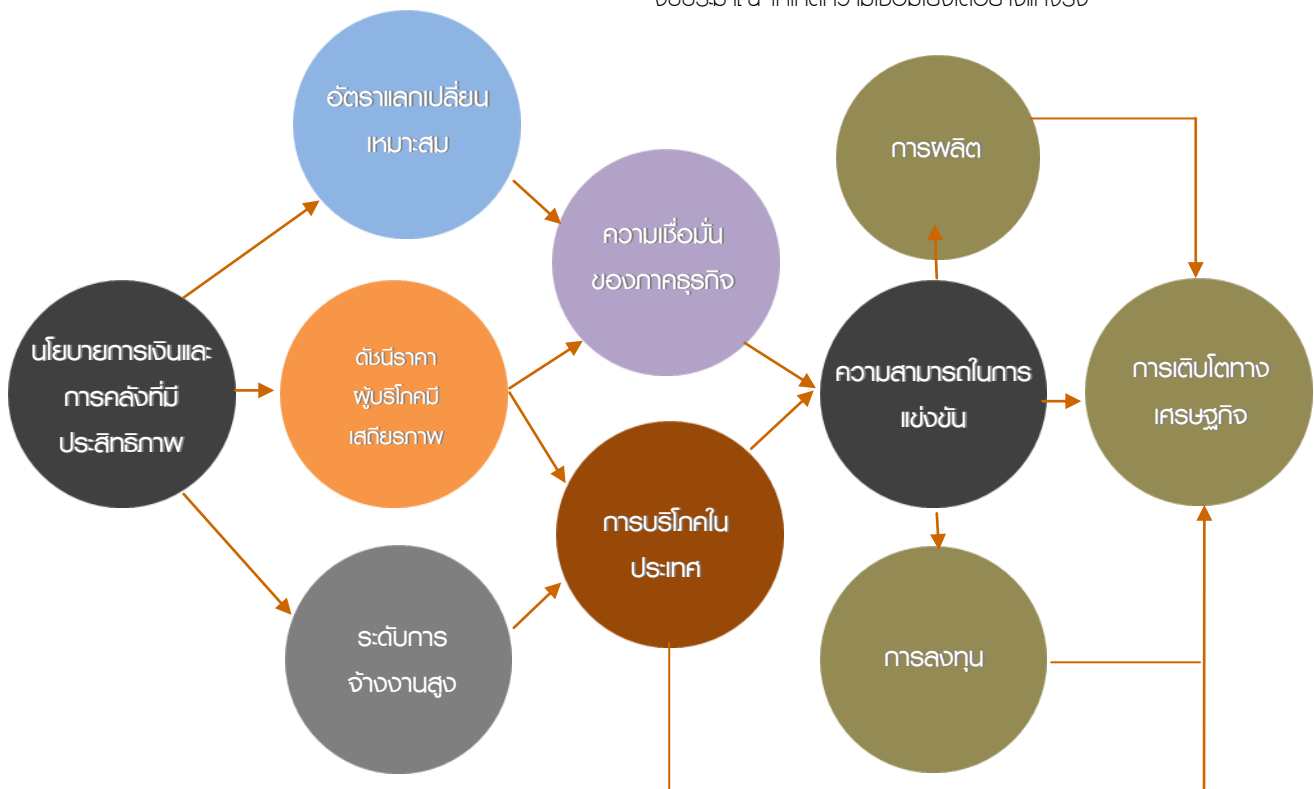 อัตราแลกเปลี่ยน
เหมาะสม
การผลิต
ความเชื่อมั่น
ของภาคธุรกิจ
นโยบายการเงินและ
การคลังที่มี
ประสิทธิภาพ
ดัชนีราคา
ผู้บริโภคมี
เสถียรภาพ
ความสามารถในการ
แข่งขัน
การเติบโตทาง
เศรษฐกิจ
การบริโภคใน
ประเทศ
ระดับการ
จ้างงานสูง
การลงทุน